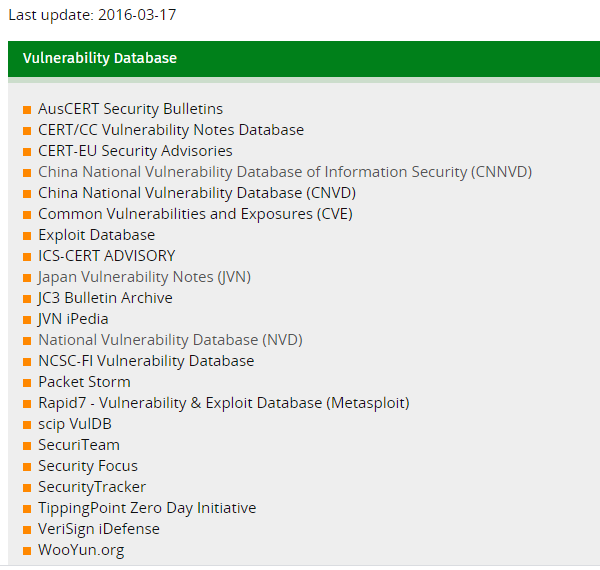 Last update: 2016-03-17
Vulnerability Database
AusCERT Security Bulletins
CERT/CC Vulnerability Notes Database
CERT-EU Security Advisories
China National Vulnerability Database of Information Security (CNNVD)
China National Vulnerability Database (CNVD)
Common Vulnerabilities and Exposures (CVE)
Exploit Database
ICS-CERT ADVISORY
Japan Vulnerability Notes (JVN)
JC3 Bulletin Archive
JVN iPedia
National Vulnerability Database (NVD)
NCSC-FI Vulnerability Database
Packet Storm
Rapid7 - Vulnerability & Exploit Database (Metasploit)
scip VulDB
SecuriTeam
Security Focus
SecurityTracker
TippingPoint Zero Day Initiative
VeriSign iDefense
WooYun.org